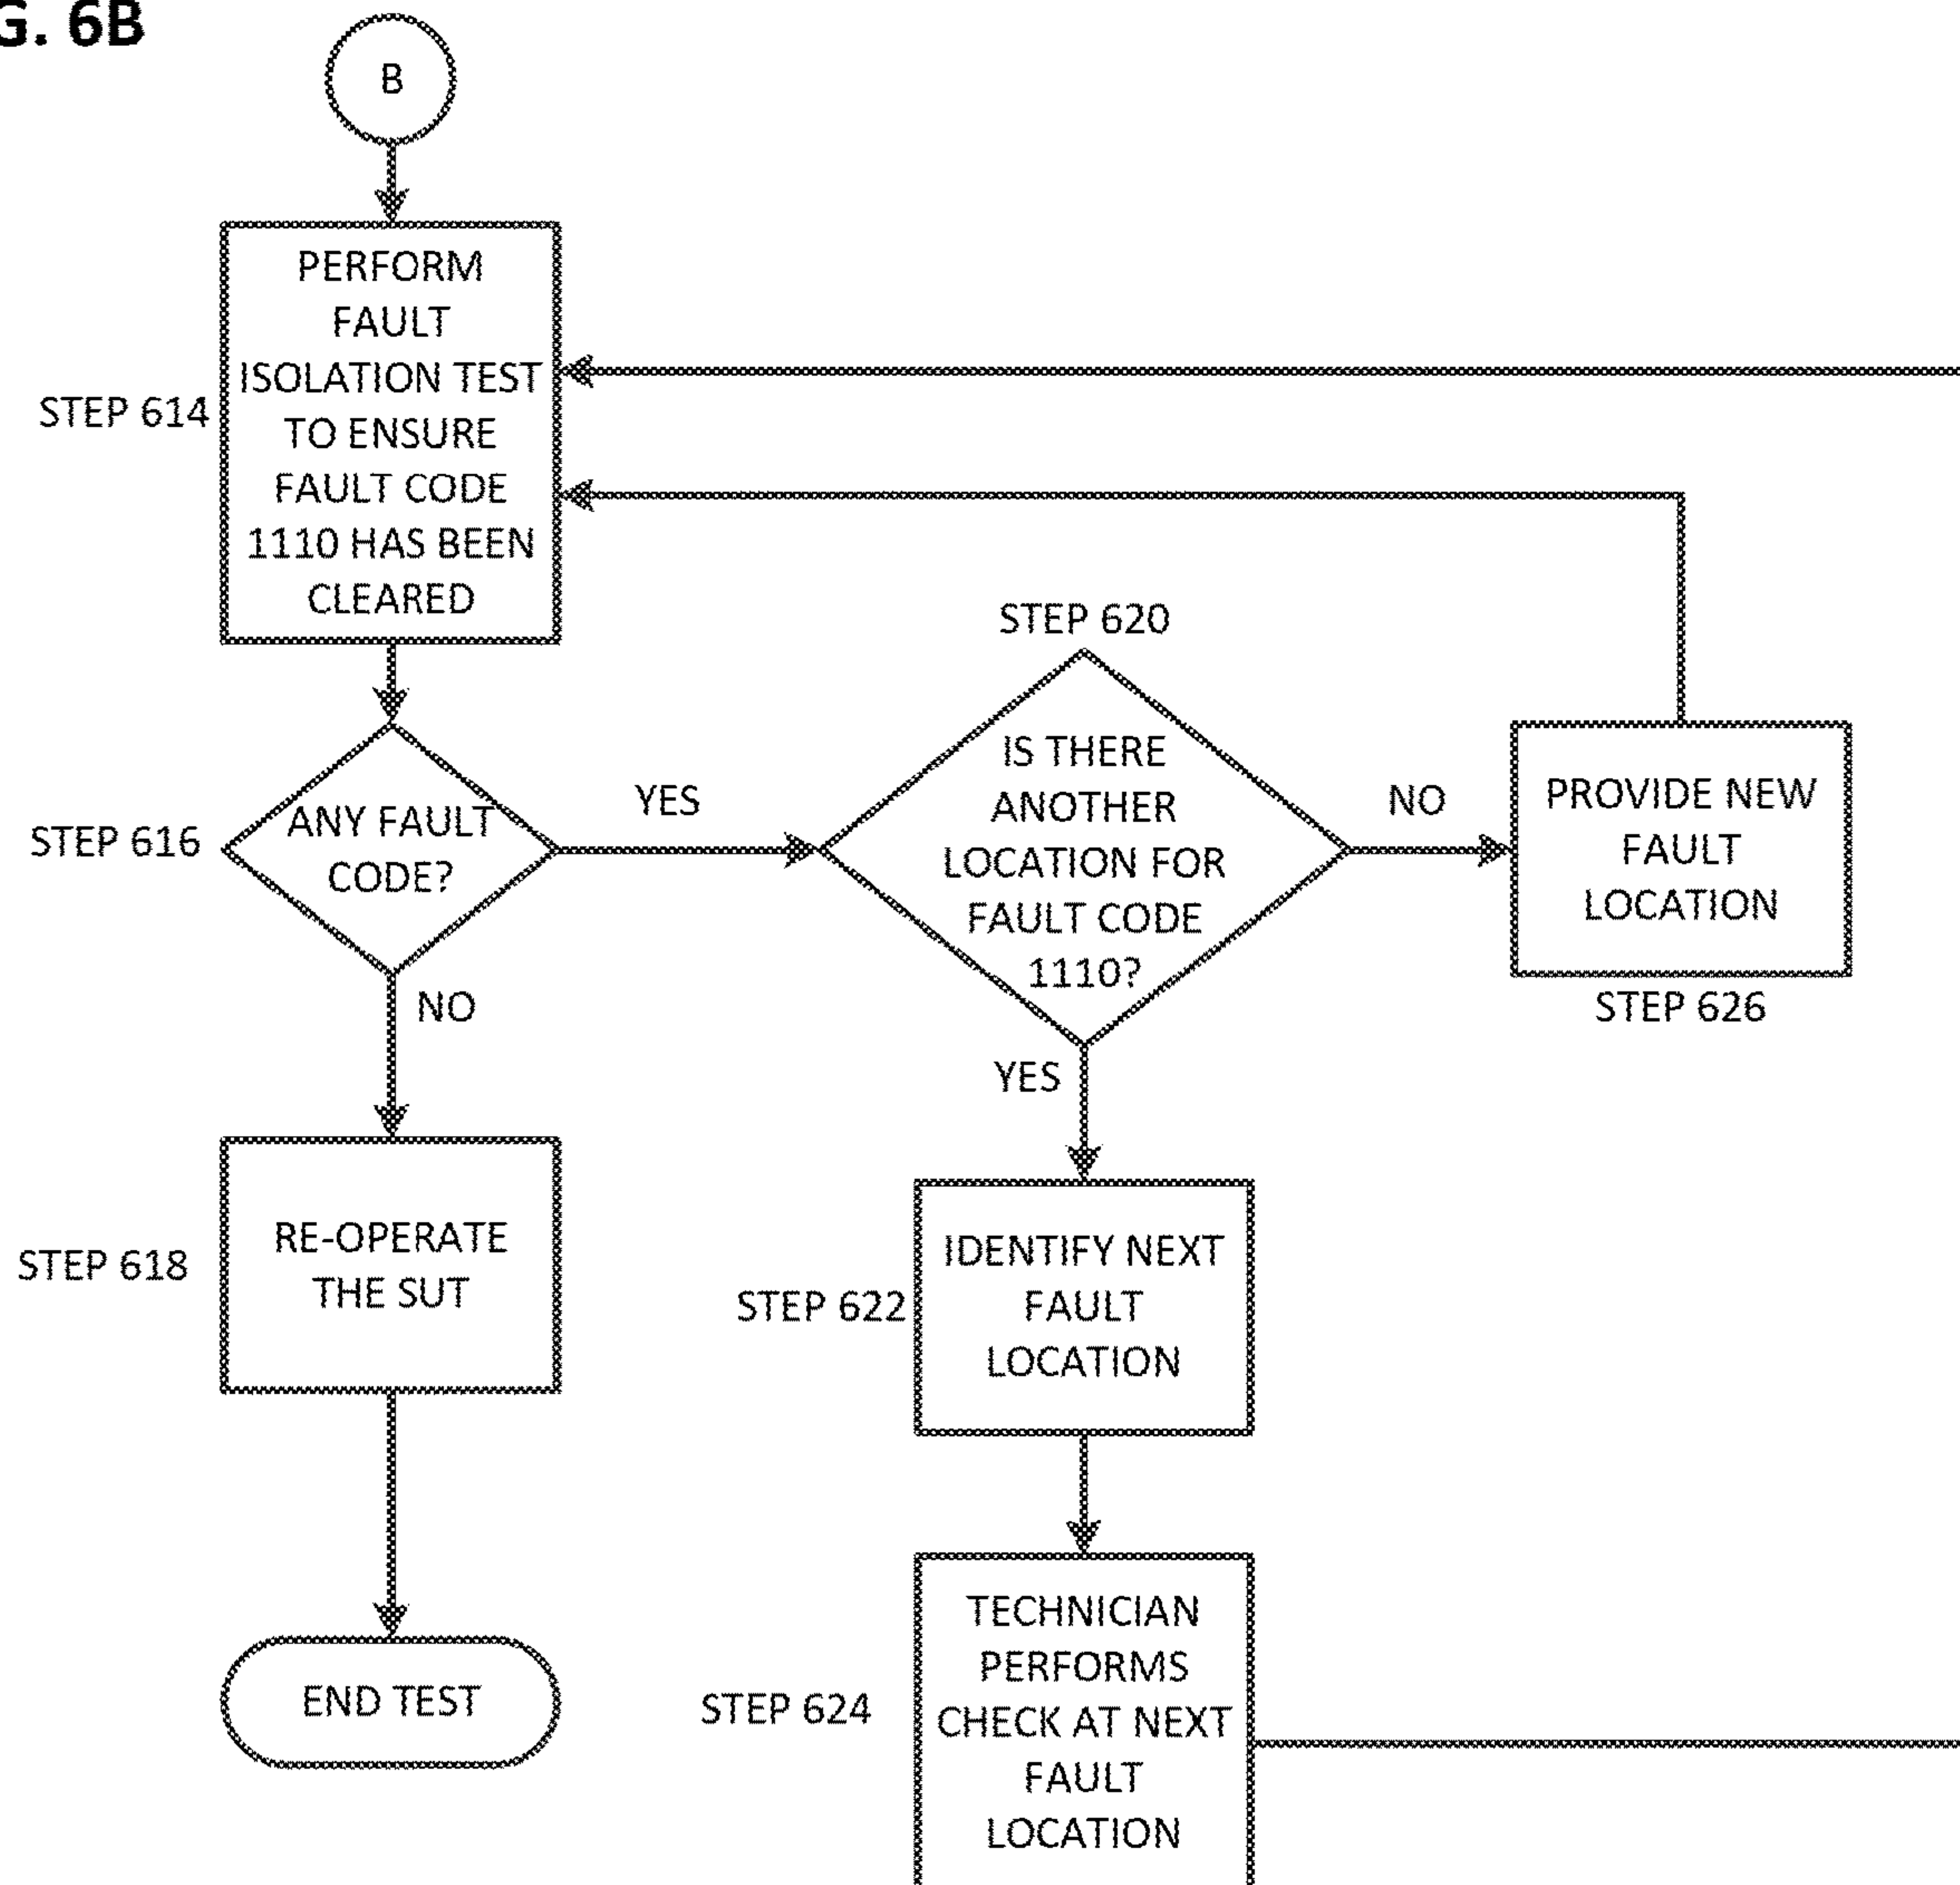 G. 6B
B
PERFORM
FAULT
ISOLATION TEST
TO ENSURE
FAULT CODE
1110 HAS BEEN
CLEARED
STEP 614
ANY FAULT
CODE?
STEP 616
YES
NO
STEP 620
IS THERE
ANOTHER
LOCATION FOR
FAULT CODE
1110?
NO
YES
PROVIDE NEW
FAULT
LOCATION
STEP 626
RE-OPERATE
THE SUT
STEP 618
IDENTIFY NEXT
FAULT
LOCATION
STEP 622
END TEST
TECHNICIAN
PERFORMS
CHECK AT NEXT
FAULT
LOCATION
STEP 624